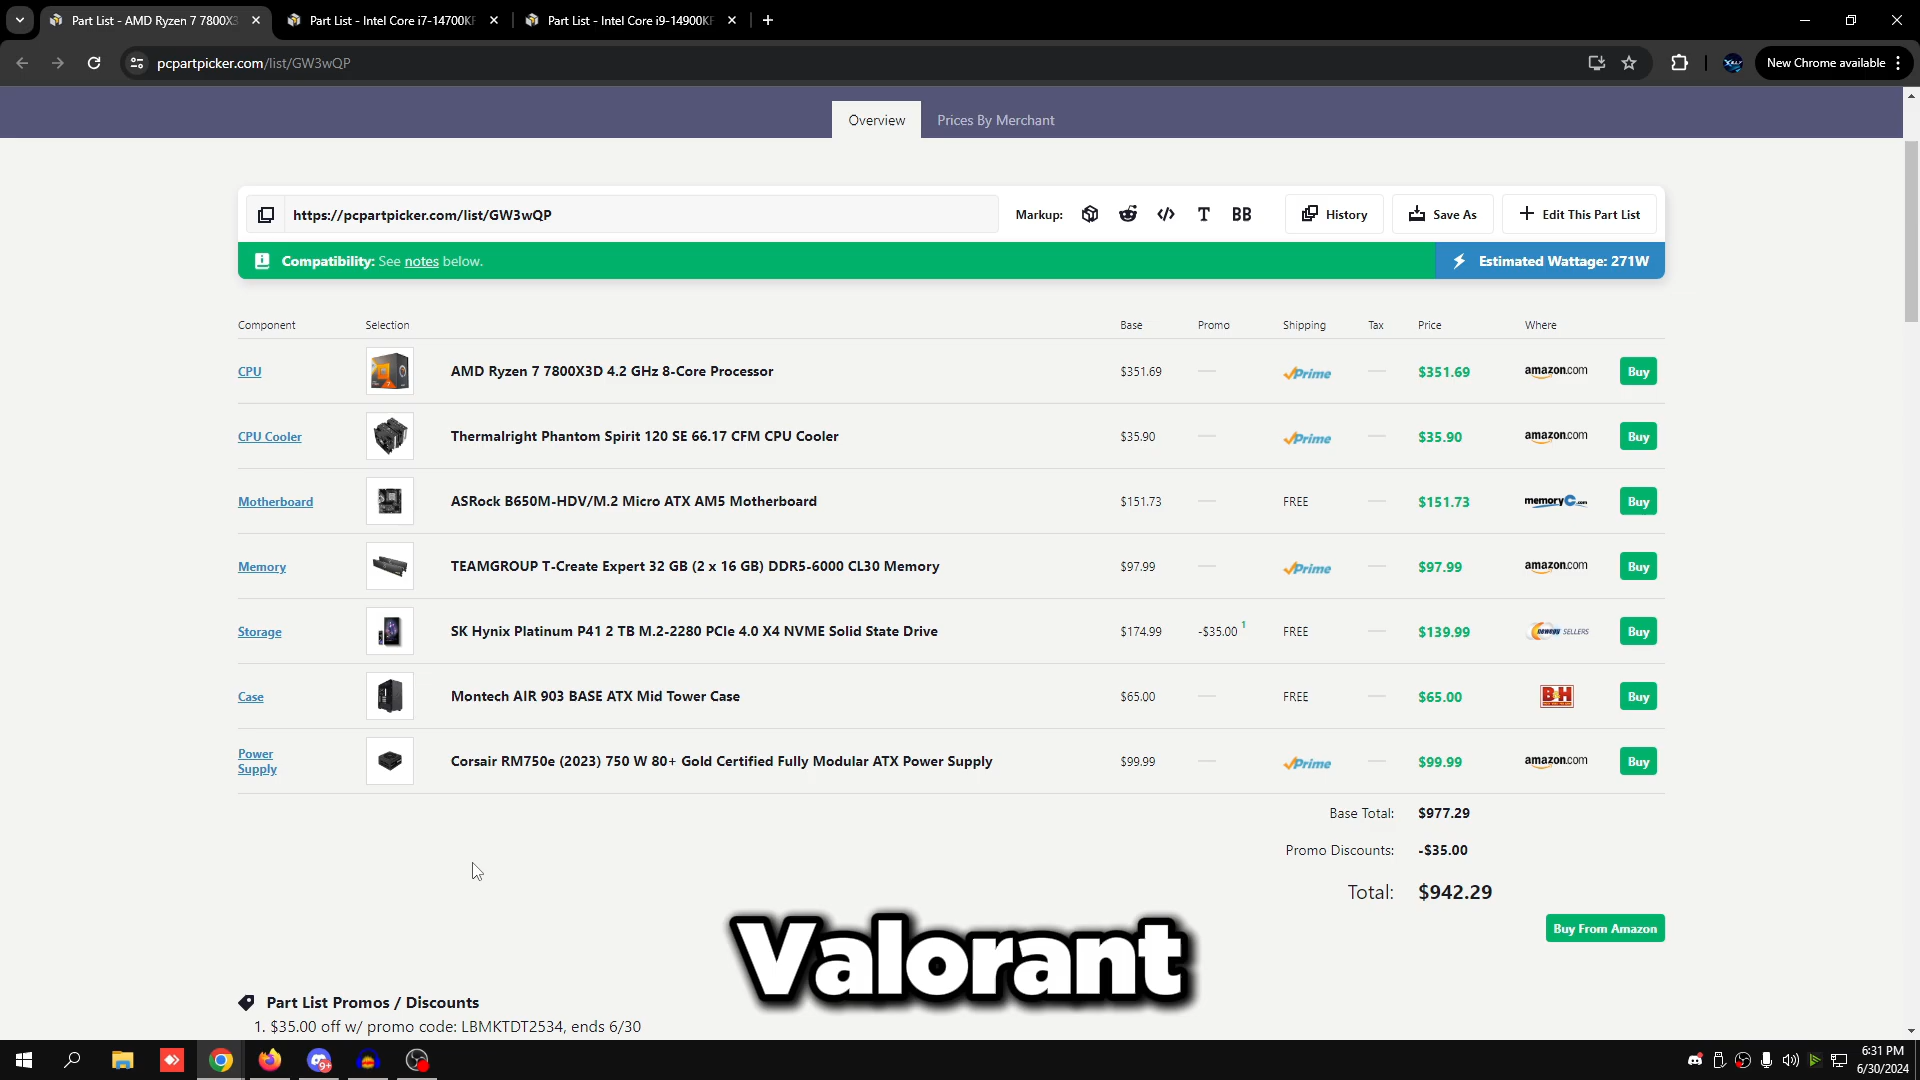 Part List - AMD Ryzen 7 7800X3
Part List - Intel Core i7-14700KF
Part List - Intel Core i9-14900KF
pcpartpicker.com/list/GW3wQP
New Chrome available
Overview
Prices By Merchant
https://pcpartpicker.com/list/GW3wQP
Markup:
T
BB
History
Save As
Edit This Part List
Compatibility: See notes below.
Estimated Wattage: 271W
Component Selection Base Promo Shipping Tax Price Where
CPU AMD Ryzen 7 7800X3D 4.2 GHz 8-Core Processor $351.69 — Prime — $351.69 amazon.com Buy
CPU Cooler Thermalright Phantom Spirit 120 SE 66.17 CFM CPU Cooler $35.90 — Prime — $35.90 amazon.com Buy
Motherboard ASRock B650M-HDV/M.2 Micro ATX AM5 Motherboard $151.73 — FREE — $151.73 memoryC.com Buy
Memory TEAMGROUP T-Create Expert 32 GB (2 x 16 GB) DDR5-6000 CL30 Memory $97.99 — Prime — $97.99 amazon.com Buy
Storage SK Hynix Platinum P41 2 TB M.2-2280 PCIe 4.0 X4 NVME Solid State Drive $174.99 -$35.00 1 FREE — $139.99 newegg SELLERS Buy
Case Montech AIR 903 BASE ATX Mid Tower Case $65.00 — FREE — $65.00 B&H Buy
Power Supply Corsair RM750e (2023) 750 W 80+ Gold Certified Fully Modular ATX Power Supply $99.99 — Prime — $99.99 amazon.com Buy
Base Total: $977.29
Promo Discounts: -$35.00
Total: $942.29
Buy From Amazon
Valorant
Part List Promos / Discounts
1. $35.00 off w/ promo code: LBMKTDT2534, ends 6/30
9+
6:31 PM
6/30/2024